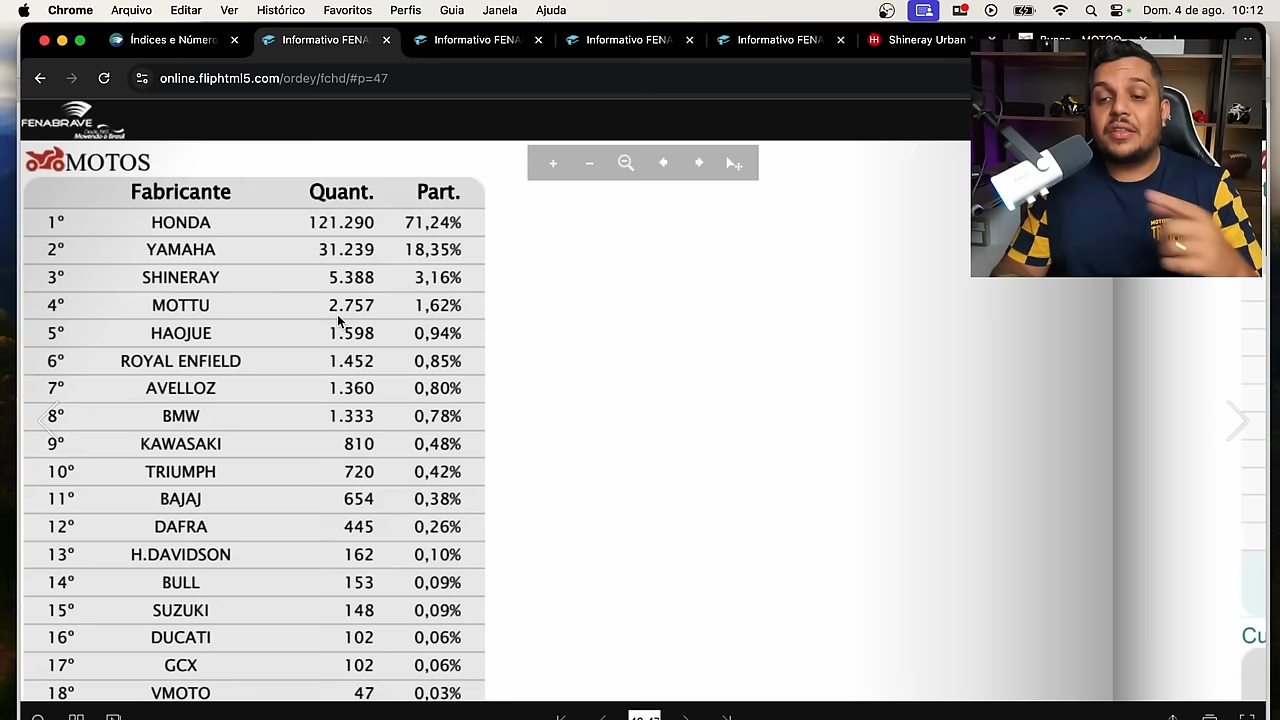 Chrome Arquivo Editar Ver Histórico Favoritos Perfis Guia Janela Ajuda Dom. 4 de ago. 10:12
Índices e Número Informativo FENA Informativo FENA Informativo FENA Informativo FENA Shineray Urban
online.fliphtml5.com/ordey/fchd/#p=47
FENABRAVE
Movendo o Brasil
MOTOS
Fabricante Quant. Part.
1º HONDA 121.290 71,24%
2º YAMAHA 31.239 18,35%
3º SHINERAY 5.388 3,16%
4º MOTTU 2.757 1,62%
5º HAOJUE 1.598 0,94%
6º ROYAL ENFIELD 1.452 0,85%
7º AVELLOZ 1.360 0,80%
8º BMW 1.333 0,78%
9º KAWASAKI 810 0,48%
10º TRIUMPH 720 0,42%
11º BAJAJ 654 0,38%
12º DAFRA 445 0,26%
13º H.DAVIDSON 162 0,10%
14º BULL 153 0,09%
15º SUZUKI 148 0,09%
16º DUCATI 102 0,06%
17º GCX 102 0,06%
18º VMOTO 47 0,03%
Cu